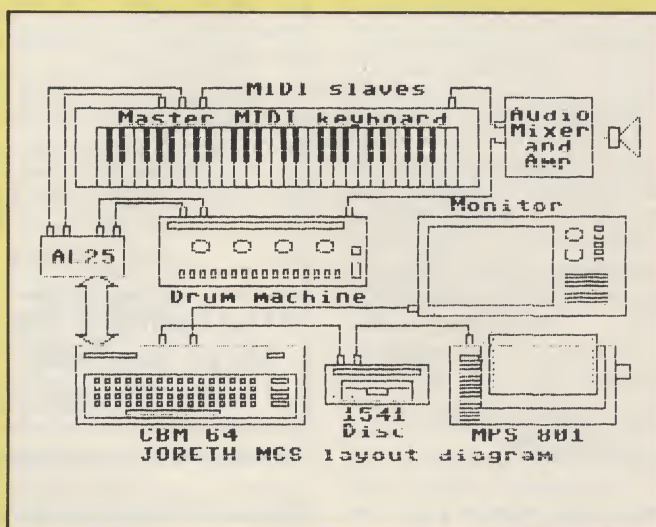 MIDI slaves
Master MIDI keyboard
Audio
Mixer
and
Amp
Monitor
AL25
Drum machine
CBM 64
1541
Disc
MPS 801
JORETH MCS layout diagram